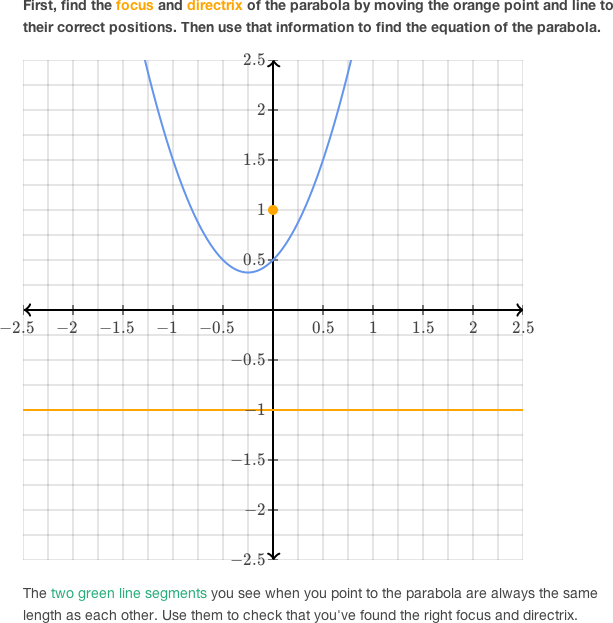 First, find the focus and directrix of the parabola by moving the orange point and line to
their correct positions. Then use that information to find the equation of the parabola.
2.5
2
1.5
1
0.5
−2.5 −2 −1.5 −1 −0.5 0.5 1 1.5 2 2.5
−0.5
−1
−1.5
−2
−2.5
The two green line segments you see when you point to the parabola are always the same
length as each other. Use them to check that you've found the right focus and directrix.